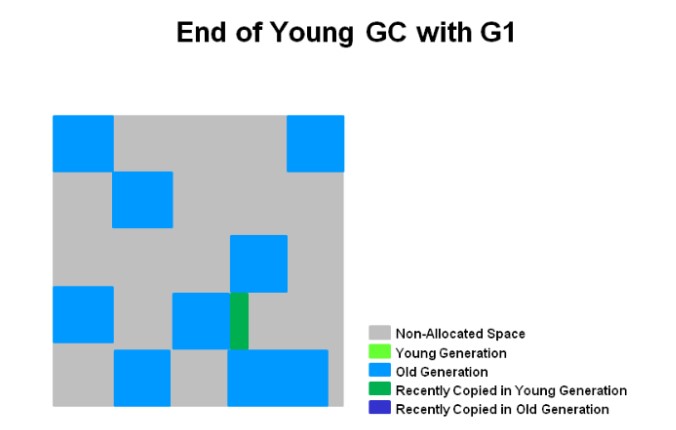 End of Young GC with G1
Non-Allocated Space
Young Generation
Old Generation
Recently Copied in Young Generation
Recently Copied in Old Generation